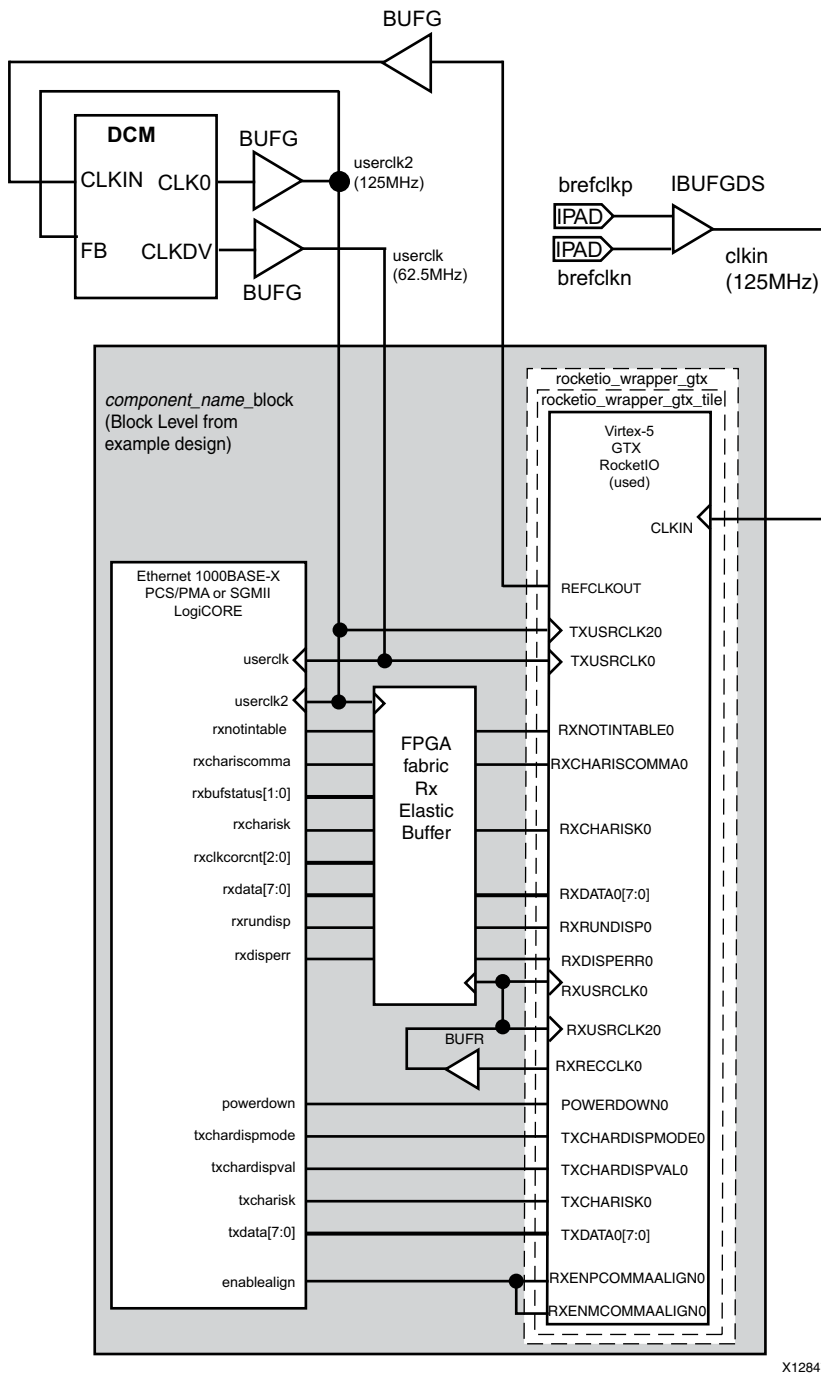 BUFG
DCM
BUFG
CLKIN
CLK0
userclk2
(125MHz)
FB
CLKDV
BUFG
userclk
(62.5MHz)
brefclkp
IBUFGDS
IPAD
IPAD
brefclkn
clkin
(125MHz)
component_name_block
(Block Level from
example design)
rocketio_wrapper_gtx
rocketio_wrapper_gtx_tile
Virtex-5
GTX
RocketIO
(used)
CLKIN
Ethernet 1000BASE-X
PCS/PMA or SGMII
LogiCORE
REFCLKOUT
TXUSRCLK20
userclk
TXUSRCLK0
userclk2
FPGA
fabric
Rx
Elastic
Buffer
rxnotintable
RXNOTINTABLE0
rxchariscomma
RXCHARISCOMMA0
rxbufstatus[1:0]
rxcharisk
RXCHARISK0
rxclkcorcnt[2:0]
rxdata[7:0]
RXDATA0[7:0]
rxrundisp
RXRUNDISP0
rxdisperr
RXDISPERR0
RXUSRCLK0
RXUSRCLK20
BUFR
RXRECCLK0
powerdown
POWERDOWN0
txchardispmode
TXCHARDISPMODE0
txchardispval
TXCHARDISPVAL0
txcharisk
TXCHARISK0
txdata[7:0]
TXDATA0[7:0]
enablealign
RXENPCOMMAALIGN0
RXENMCOMMAALIGN0
X1284